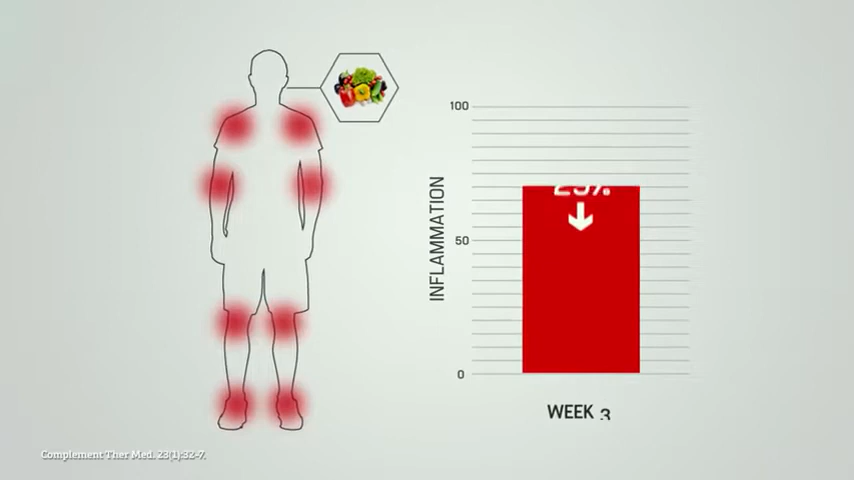 100
INFLAMMATION
50
0
WEEK 3
Complement Ther Med. 23(1):32-7.